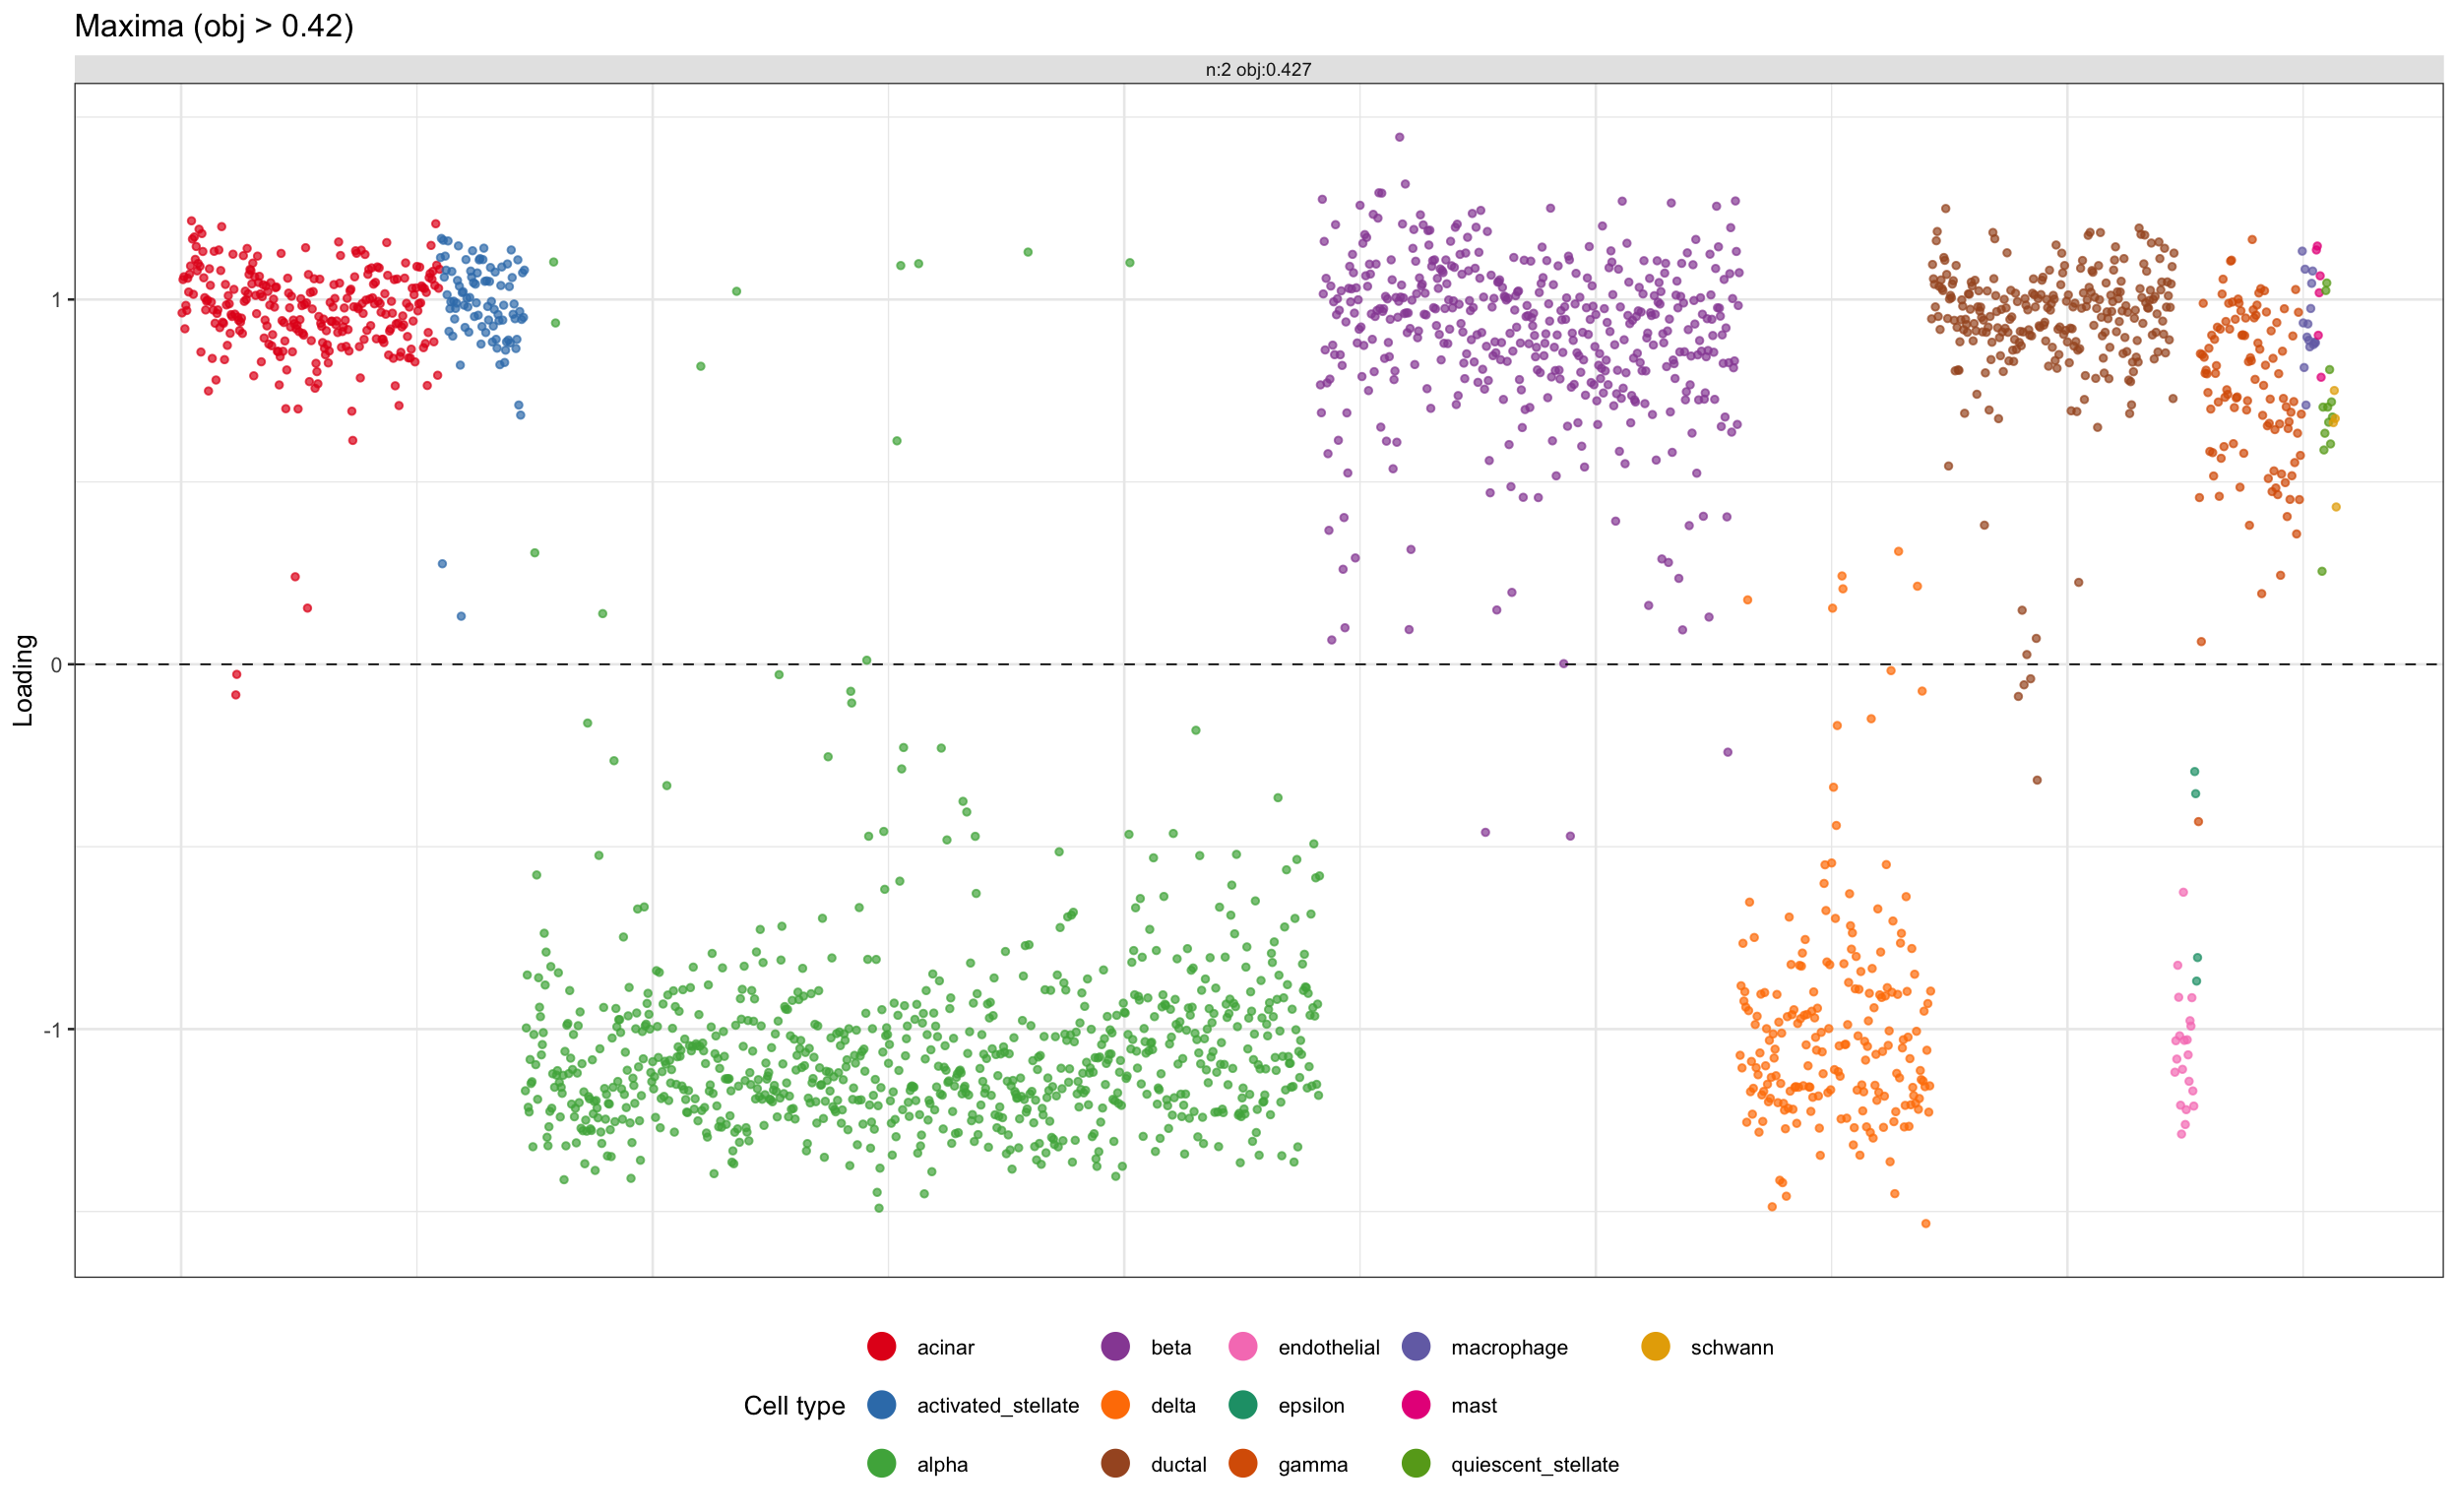 Maxima (obj > 0.42)
n:2 obj:0.427
Loading
1
0
-1
Cell type
acinar
activated_stellate
alpha
beta
delta
ductal
endothelial
epsilon
gamma
macrophage
mast
quiescent_stellate
schwann